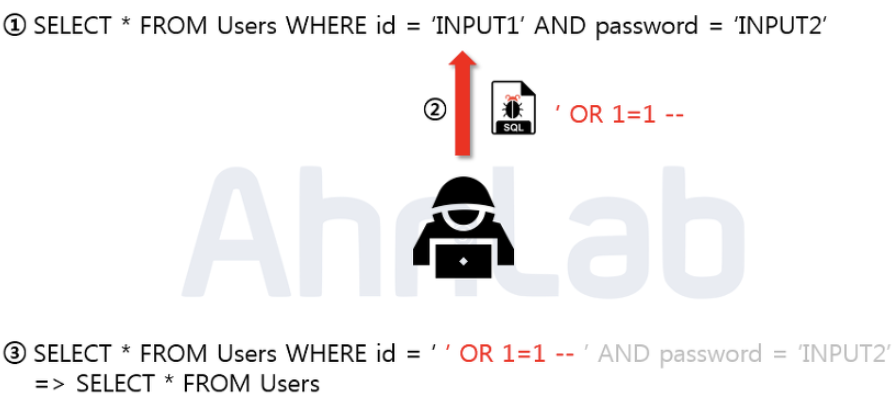 ① SELECT * FROM Users WHERE id = ‘INPUT1’ AND password = ‘INPUT2’
② SQL ’ OR 1=1 --
AhnLab
③ SELECT * FROM Users WHERE id = ‘ ’ OR 1=1 -- ’ AND password = ‘INPUT2’
=> SELECT * FROM Users